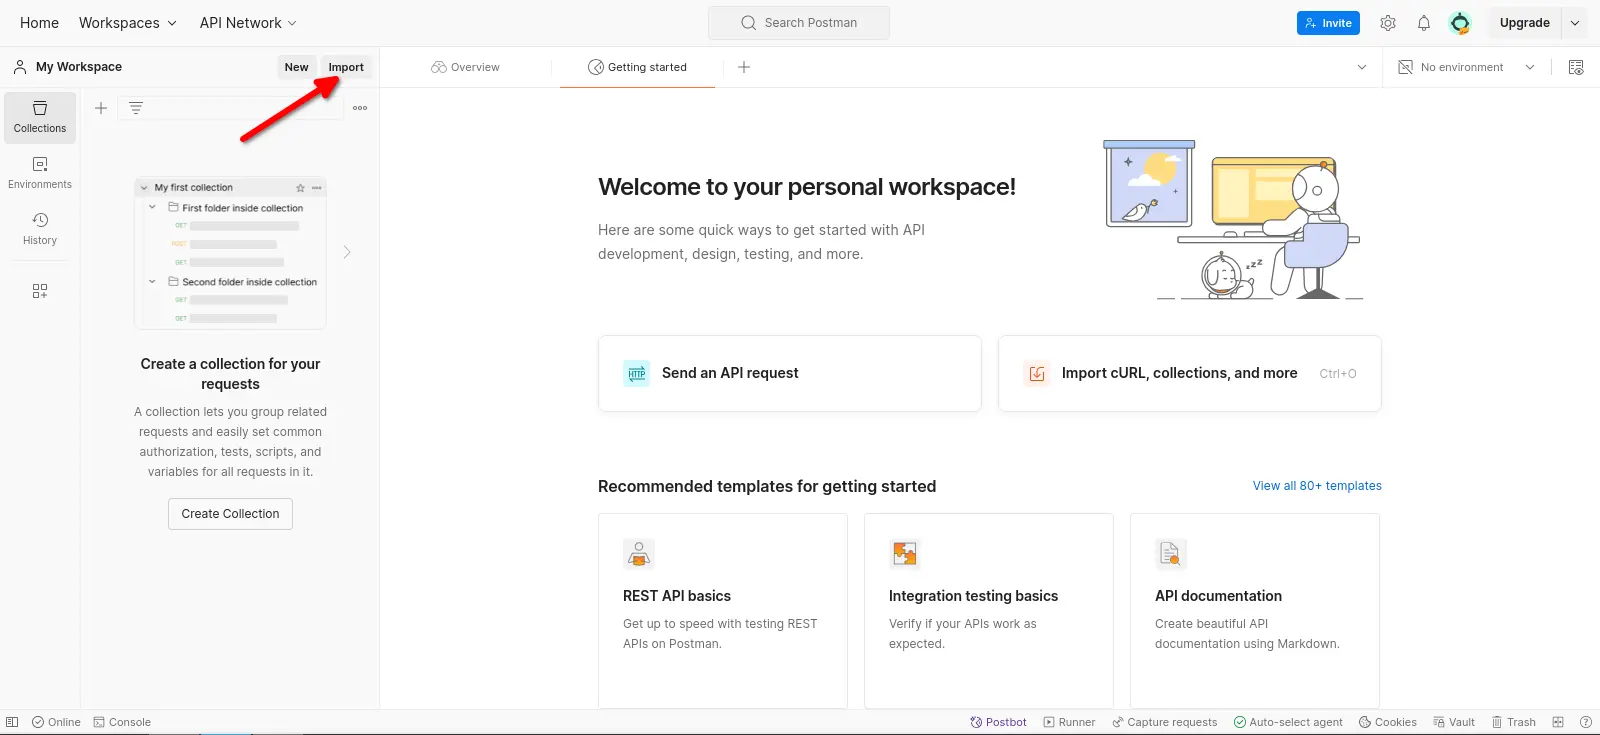 Home Workspaces API Network Search Postman Invite Upgrade
My Workspace New Import Overview Getting started No environment
Collections
Environments
History
My first collection
First folder inside collection
GET
POST
GET
Second folder inside collection
GET
GET
Create a collection for your
requests
A collection lets you group related
requests and easily set common
authorization, tests, scripts, and
variables for all requests in it.
Create Collection
Welcome to your personal workspace!
Here are some quick ways to get started with API
development, design, testing, and more.
zzZ
HTTP Send an API request
Import cURL, collections, and more Ctrl+O
Recommended templates for getting started View all 80+ templates
REST API basics
Get up to speed with testing REST
APIs on Postman.
Integration testing basics
Verify if your APIs work as
expected.
API documentation
Create beautiful API
documentation using Markdown.
Online Console Postbot Runner Capture requests Auto-select agent Cookies Vault Trash